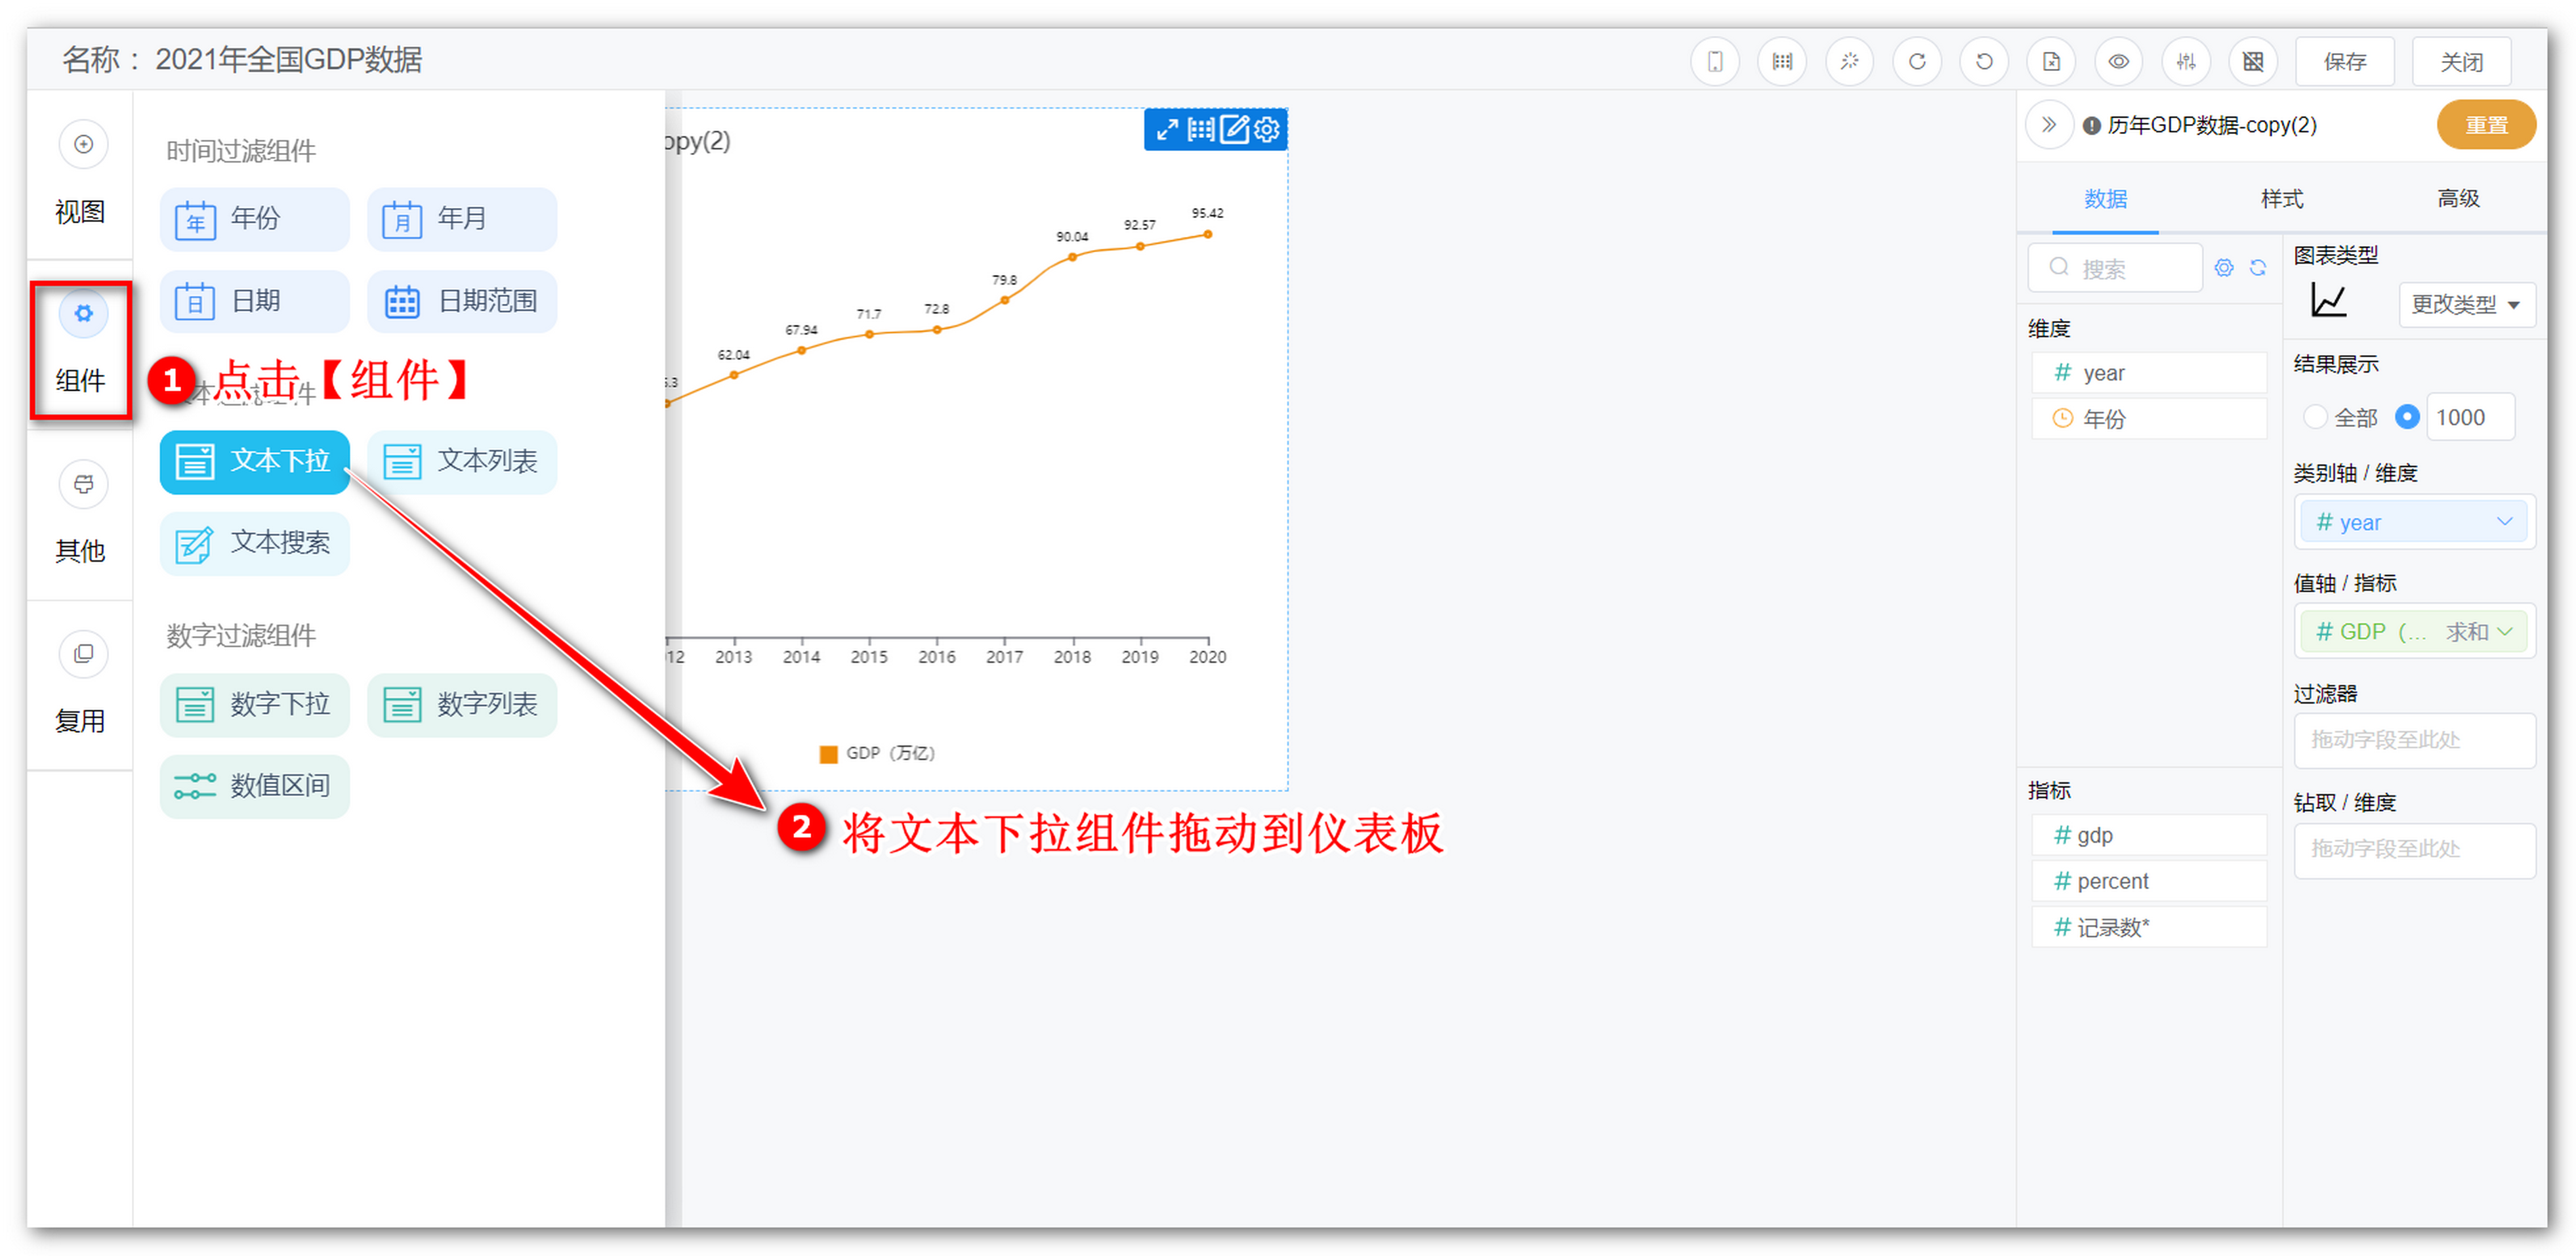 名称： 2021年全国GDP数据
保存
关闭
视图
组件
其他
复用
时间过滤组件
年 年份
月 年月
日 日期
日期范围
1 点击【组件】
文本下拉
文本列表
文本搜索
数字过滤组件
数字下拉
数字列表
数值区间
opy(2)
62.04
67.94
71.7
72.8
79.8
90.04
92.57
95.42
12 2013 2014 2015 2016 2017 2018 2019 2020
GDP（万亿）
2 将文本下拉组件拖动到仪表板
历年GDP数据-copy(2)
重置
数据
样式
高级
搜索
维度
# year
年份
指标
# gdp
# percent
# 记录数*
图表类型
更改类型
结果展示
全部
1000
类别轴 / 维度
# year
值轴 / 指标
# GDP（... 求和
过滤器
拖动字段至此处
钻取 / 维度
拖动字段至此处